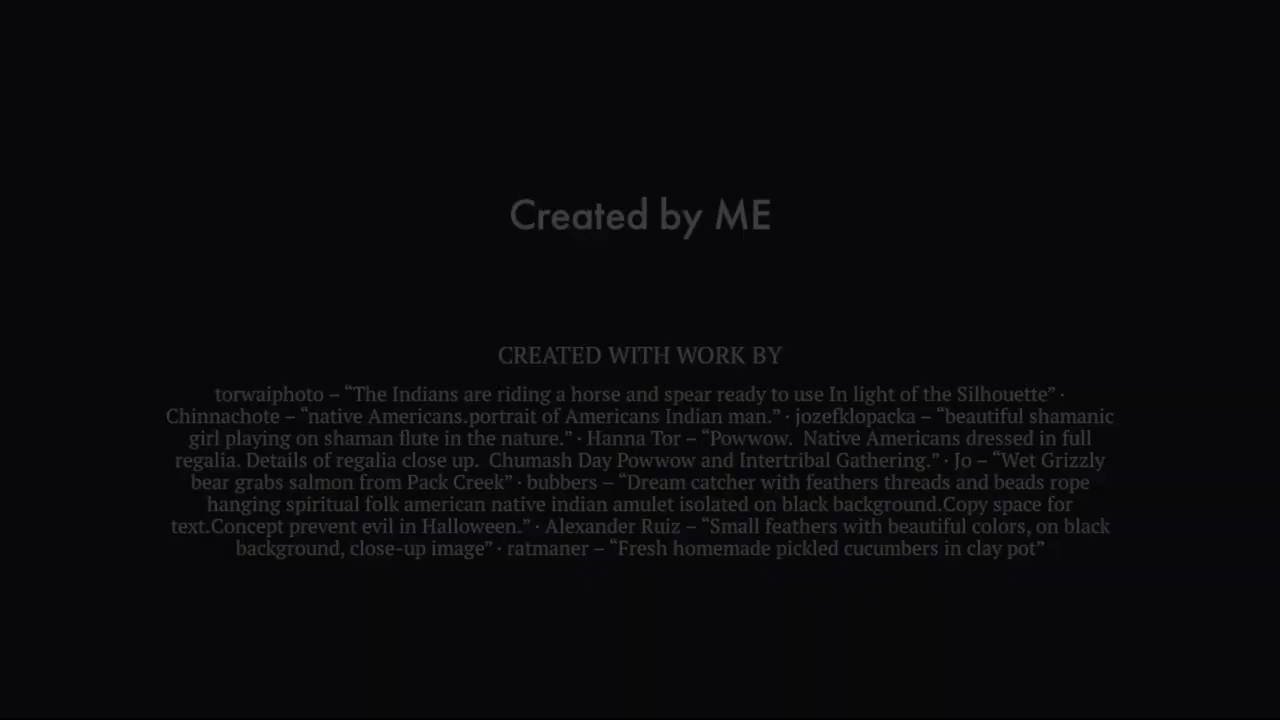 Created by ME
CREATED WITH WORK BY
torwaiphoto – “The Indians are riding a horse and spear ready to use In light of the Silhouette” ·
Chinnachote – “native Americans.portrait of Americans Indian man.” · jozefklopacka – “beautiful shamanic
girl playing on shaman flute in the nature.” · Hanna Tor – “Powwow.  Native Americans dressed in full
regalia. Details of regalia close up.  Chumash Day Powwow and Intertribal Gathering.” · Jo – “Wet Grizzly
bear grabs salmon from Pack Creek” · bubbers – “Dream catcher with feathers threads and beads rope
hanging spiritual folk american native indian amulet isolated on black background.Copy space for
text.Concept prevent evil in Halloween.” · Alexander Ruiz – “Small feathers with beautiful colors, on black
background, close-up image” · ratmaner – “Fresh homemade pickled cucumbers in clay pot”